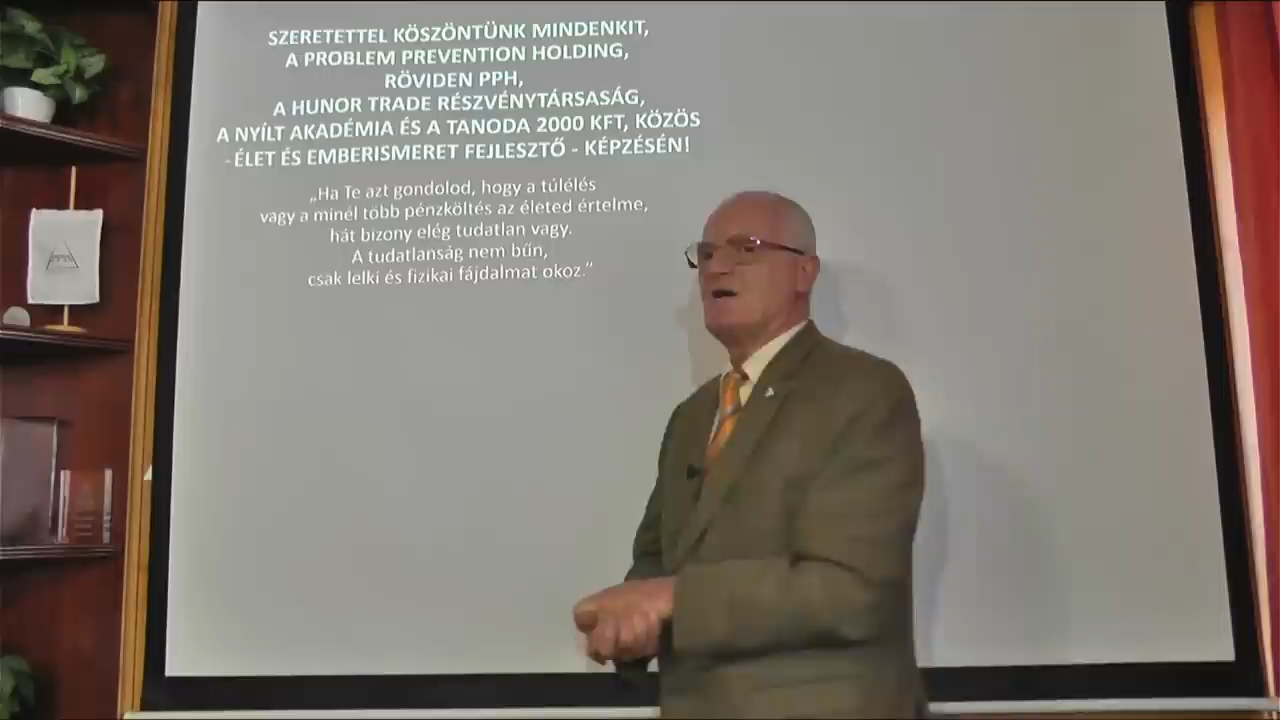 SZERETETTEL KÖSZÖNTÜNK MINDENKIT,
A PROBLEM PREVENTION HOLDING,
RÖVIDEN PPH,
A HUNOR TRADE RÉSZVÉNYTÁRSASÁG,
A NYÍLT AKADÉMIA ÉS A TANODA 2000 KFT, KÖZÖS
- ÉLET ÉS EMBERISMERET FEJLESZTŐ - KÉPZÉSÉN!
„Ha Te azt gondolod, hogy a túlélés
vagy a minél több pénzköltés az életed értelme,
hát bizony elég tudatlan vagy.
A tudatlanság nem bűn,
csak lelki és fizikai fájdalmat okoz.”